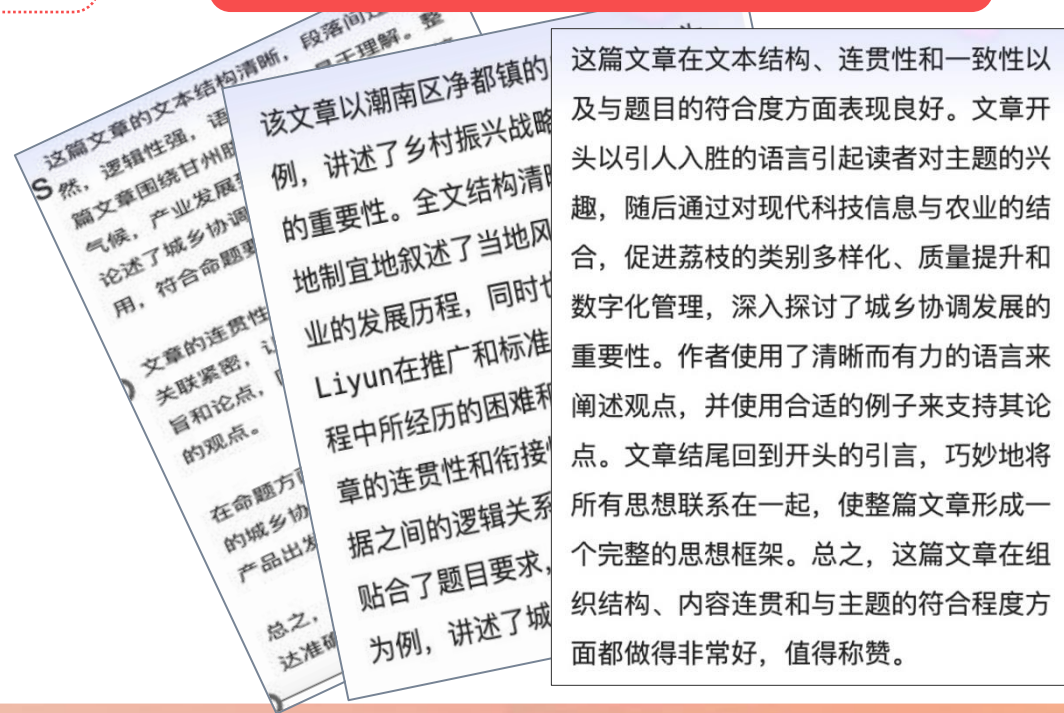 这篇文章的文本结构清晰，段落间
易于理解。整
然，逻辑性强，语
S
篇文章围绕甘州
气候，产业发展
论述了城乡协调
用，符合命题要
文章的连贯性
关联紧密，
旨和论点，
的观点。
在命题方
的城乡协
产品出发
总之，
达准确
该文章以潮南区净都镇的
例，讲述了乡村振兴战略
的重要性。全文结构清晰
地制宜地叙述了当地风
业的发展历程，同时也
Liyun在推广和标准
程中所经历的困难和
章的连贯性和衔接
据之间的逻辑关系
贴合了题目要求，
为例，讲述了城
这篇文章在文本结构、连贯性和一致性以
及与题目的符合度方面表现良好。文章开
头以引人入胜的语言引起读者对主题的兴
趣，随后通过对现代科技信息与农业的结
合，促进荔枝的类别多样化、质量提升和
数字化管理，深入探讨了城乡协调发展的
重要性。作者使用了清晰而有力的语言来
阐述观点，并使用合适的例子来支持其论
点。文章结尾回到开头的引言，巧妙地将
所有思想联系在一起，使整篇文章形成一
个完整的思想框架。总之，这篇文章在组
织结构、内容连贯和与主题的符合程度方
面都做得非常好，值得称赞。